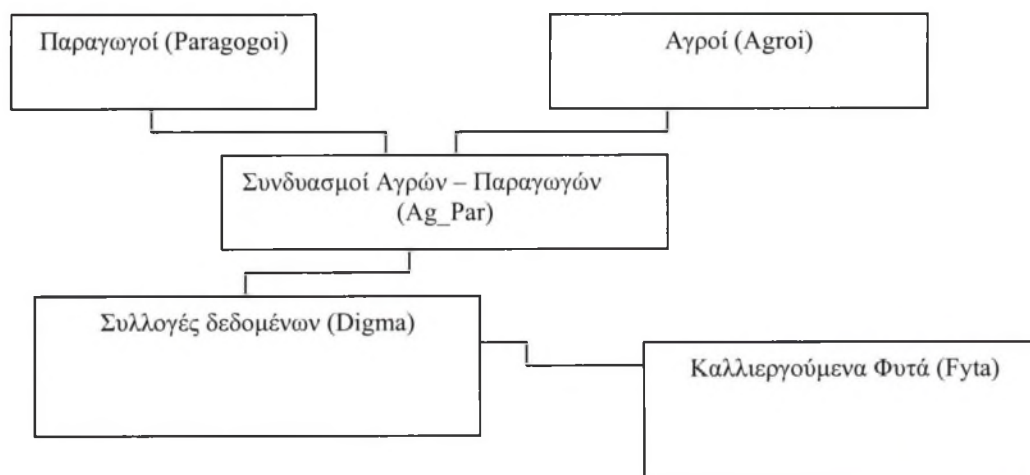 Παραγωγοί (Paragogoi)
Αγροί (Agroi)
Συνδυασμοί Αγρών – Παραγωγών
(Ag_Par)
Συλλογές δεδομένων (Digma)
Καλλιεργούμενα Φυτά (Fyta)